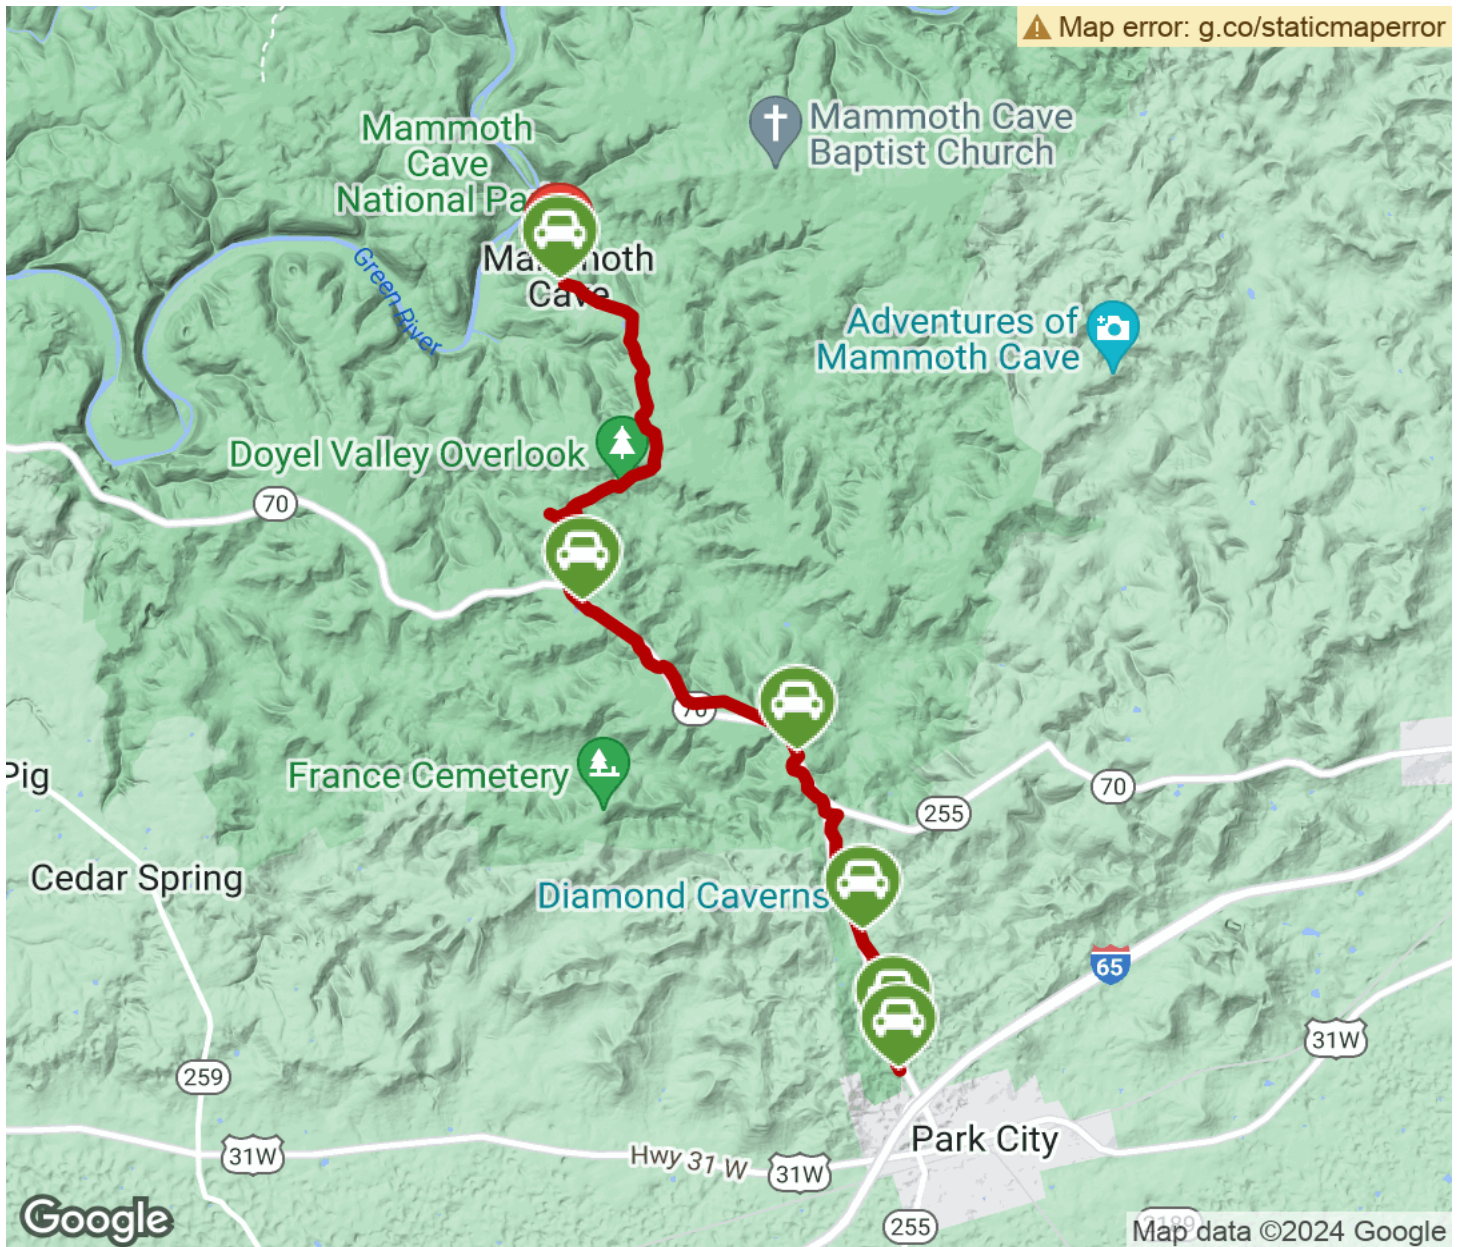 Map error: g.co/staticmaperror
Mammoth
Cave
National Pa
Mammoth Cave
Baptist Church
Cave
Green River
Adventures of
Mammoth Cave
Doyel Valley Overlook
70
70
France Cemetery
Pig
255
70
Cedar Spring
Diamond Caverns
65
31W
259
Park City
31W
Hwy 31 W
31W
255
Google
Map data ©2024 Google